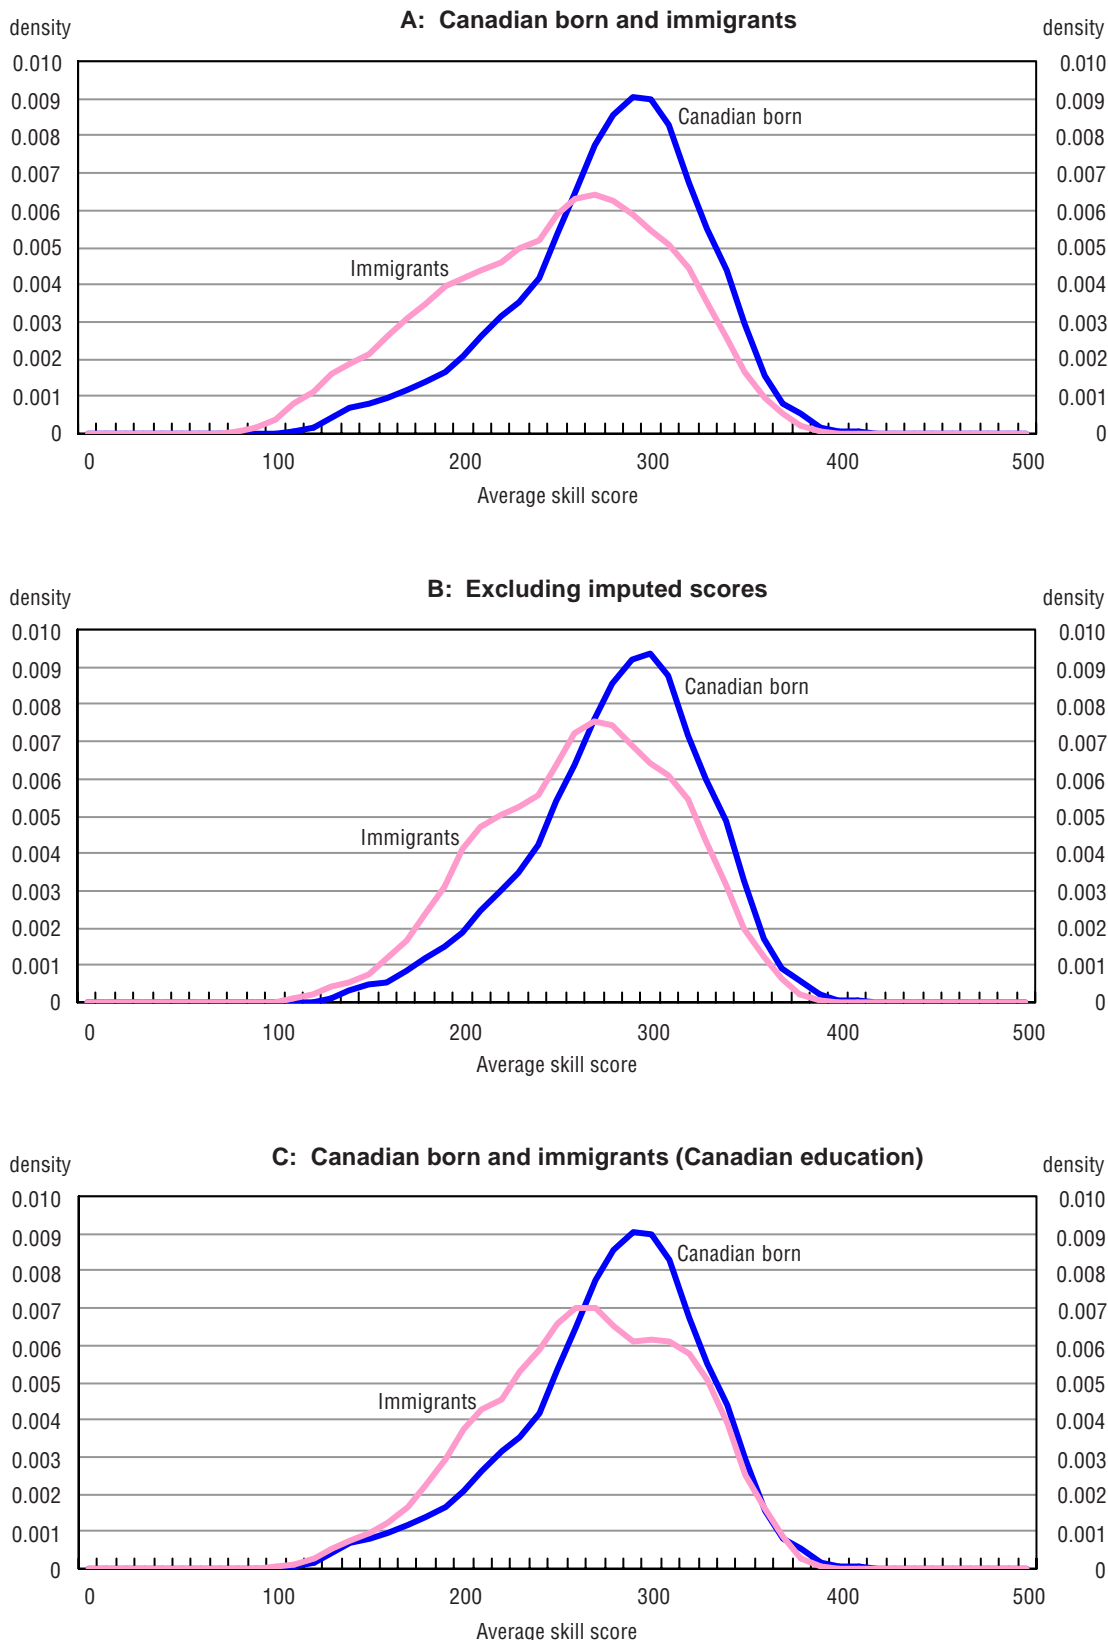 A: Canadian born and immigrants
density density
0.010 0.010
0.009 0.009
Canadian born
0.008 0.008
0.007 0.007
0.006 0.006
0.005 0.005
Immigrants
0.004 0.004
0.003 0.003
0.002 0.002
0.001 0.001
0 0
0 100 200 300 400 500
Average skill score
B: Excluding imputed scores
density density
0.010 0.010
0.009 0.009
Canadian born
0.008 0.008
0.007 0.007
0.006 0.006
0.005 0.005
Immigrants
0.004 0.004
0.003 0.003
0.002 0.002
0.001 0.001
0 0
0 100 200 300 400 500
Average skill score
C: Canadian born and immigrants (Canadian education)
density density
0.010 0.010
0.009 0.009
Canadian born
0.008 0.008
0.007 0.007
0.006 0.006
0.005 0.005
Immigrants
0.004 0.004
0.003 0.003
0.002 0.002
0.001 0.001
0 0
0 100 200 300 400 500
Average skill score